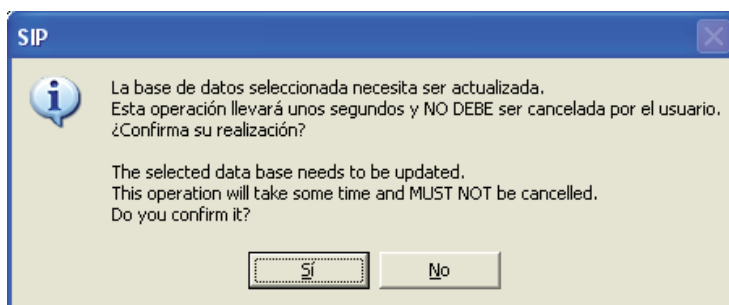 SIP
La base de datos seleccionada necesita ser actualizada.
Esta operación llevará unos segundos y NO DEBE ser cancelada por el usuario.
¿Confirma su realización?
The selected data base needs to be updated.
This operation will take some time and MUST NOT be cancelled.
Do you confirm it?
Sí
No